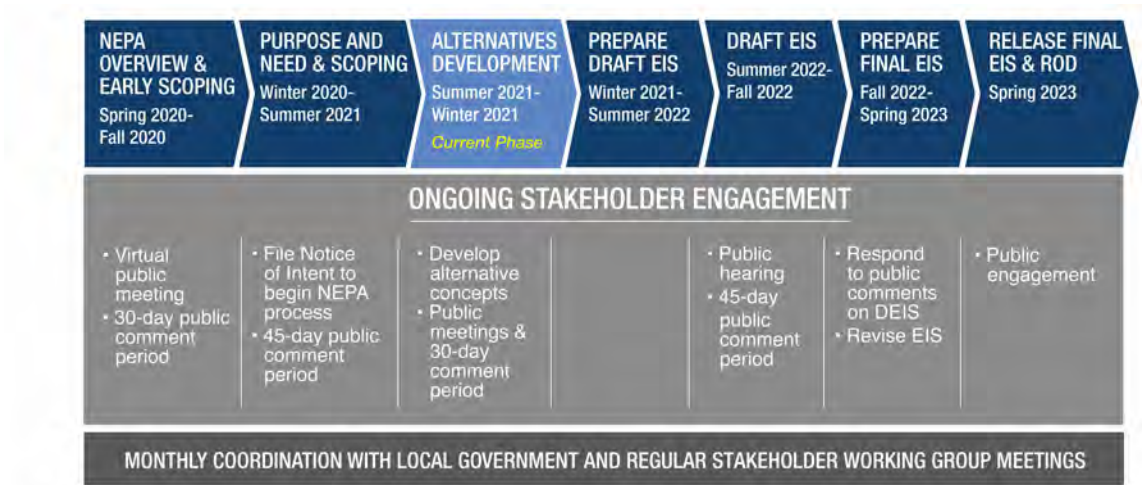 NEPA
OVERVIEW &
EARLY SCOPING
Spring 2020-
Fall 2020
PURPOSE AND
NEED & SCOPING
Winter 2020-
Summer 2021
ALTERNATIVES
DEVELOPMENT
Summer 2021-
Winter 2021
Current Phase
PREPARE
DRAFT EIS
Winter 2021-
Summer 2022
DRAFT EIS
Summer 2022-
Fall 2022
PREPARE
FINAL EIS
Fall 2022-
Spring 2023
RELEASE FINAL
EIS & ROD
Spring 2023
ONGOING STAKEHOLDER ENGAGEMENT
• Virtual
public
meeting
• 30-day public
comment
period
• File Notice
of Intent to
begin NEPA
process
• 45-day public
comment
period
• Develop
alternative
concepts
• Public
meetings &
30-day
comment
period
• Public
hearing
• 45-day
public
comment
period
• Respond
to public
comments
on DEIS
• Revise EIS
• Public
engagement
MONTHLY COORDINATION WITH LOCAL GOVERNMENT AND REGULAR STAKEHOLDER WORKING GROUP MEETINGS